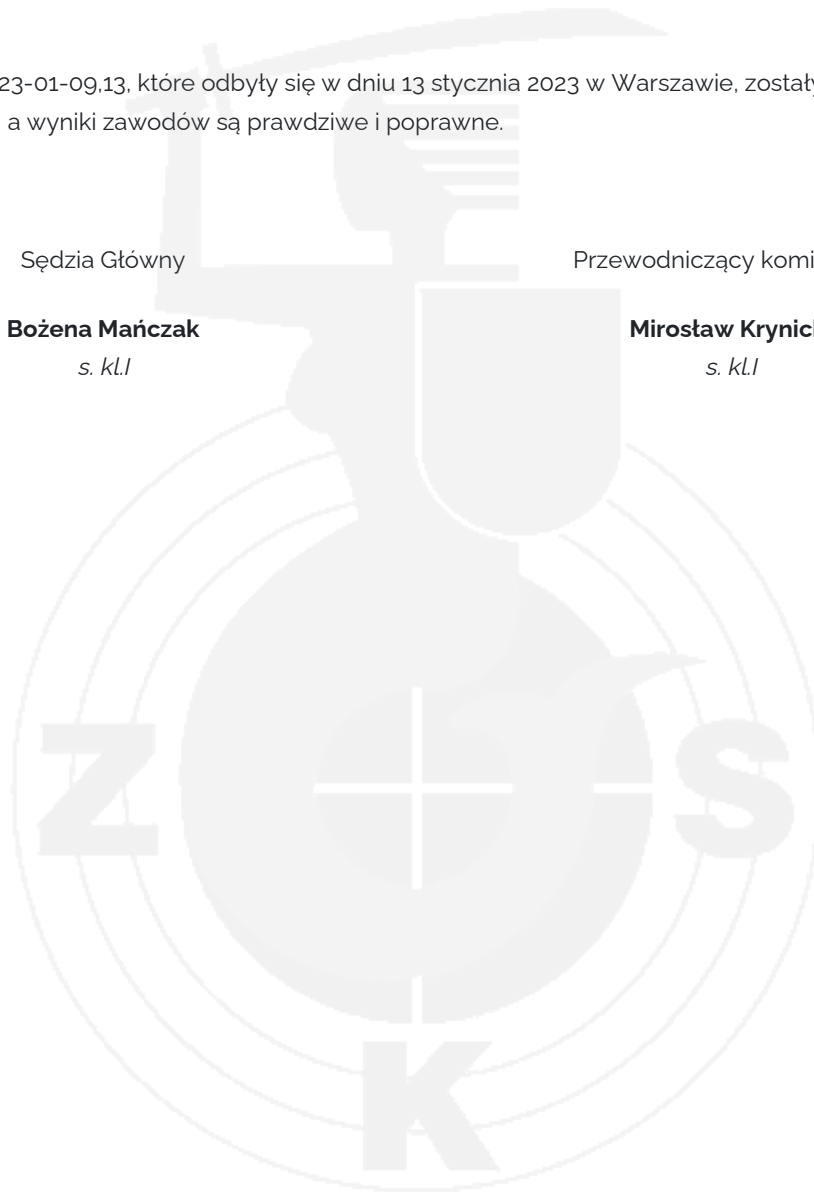 23-01-09,13, które odbyły się w dniu 13 stycznia 2023 w Warszawie, zostały
a wyniki zawodów są prawdziwe i poprawne.
Sędzia Główny
Przewodniczący komi
Bożena Mańczak
Mirosław Krynic
s. kl.I
s. kl.I
Z
S
K